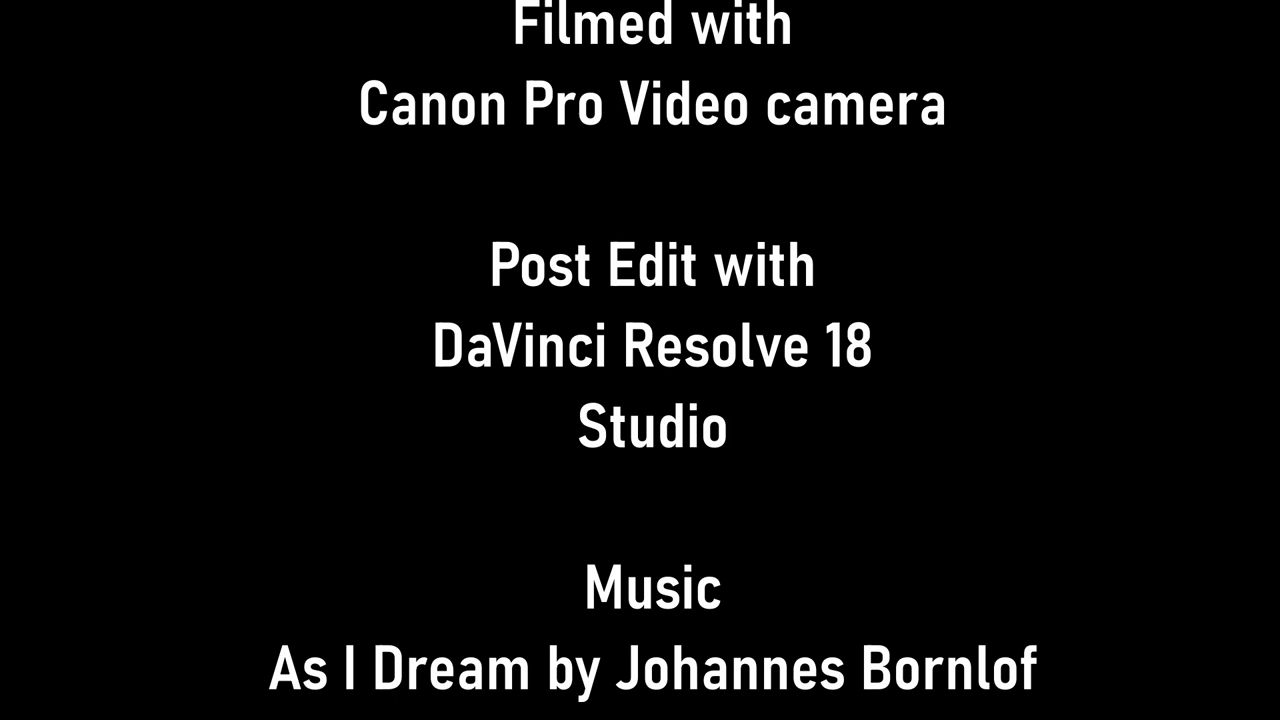 Filmed with
Canon Pro Video camera
Post Edit with
DaVinci Resolve 18
Studio
Music
As I Dream by Johannes Bornlof